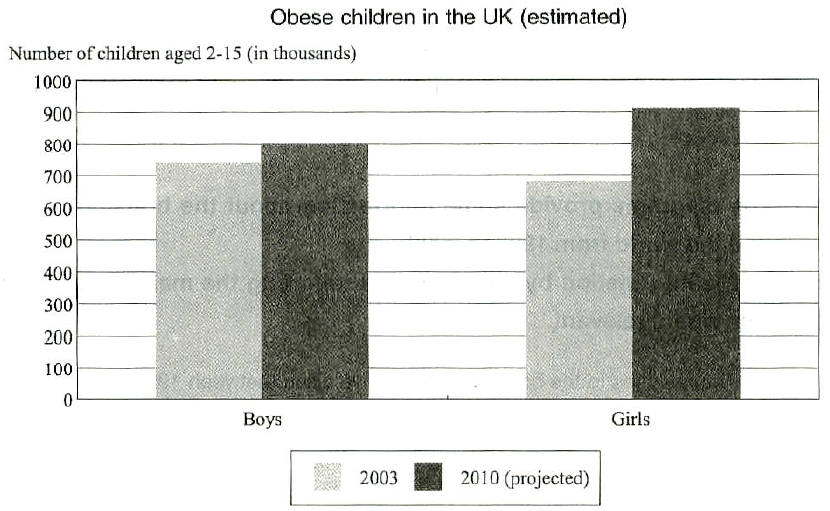 Obese children in the UK (estimated)
Number of children aged 2-15 (in thousands)
1000
900
800
700
600
500
400
300
200
100
0
Boys
Girls
2003
2010 (projected)